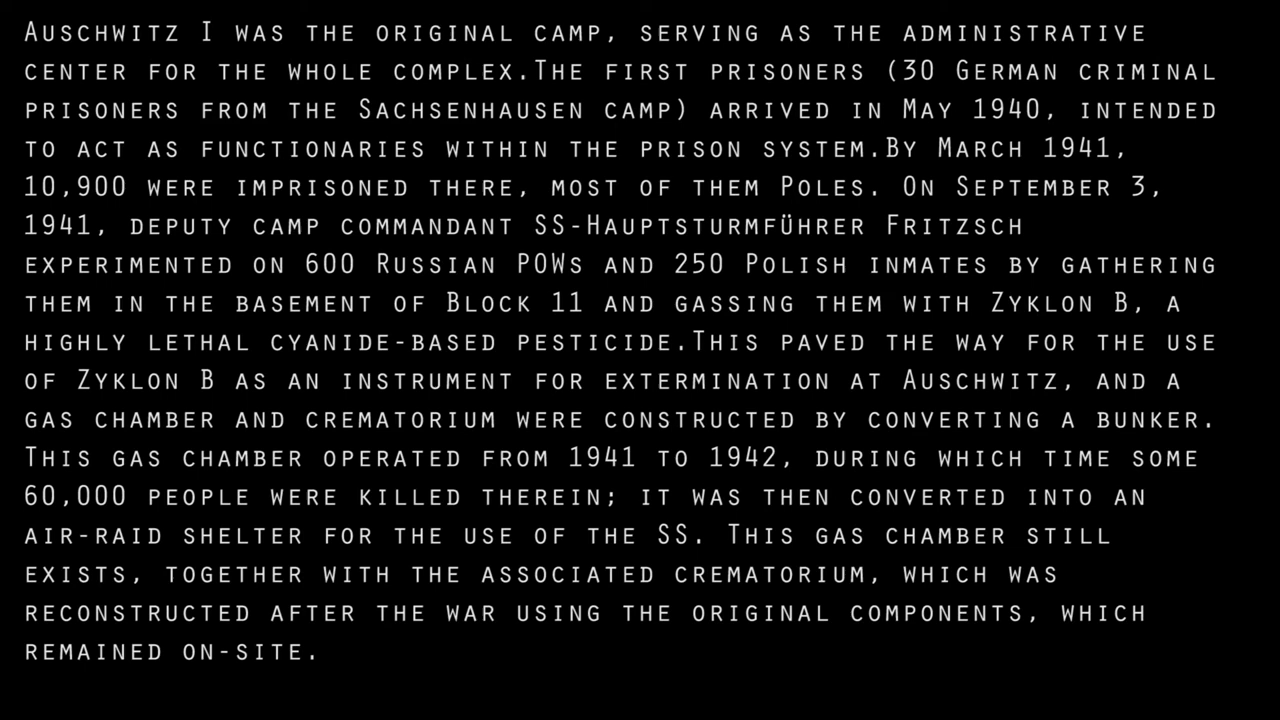 Auschwitz I was the original camp, serving as the administrative
center for the whole complex.The first prisoners (30 German criminal
prisoners from the Sachsenhausen camp) arrived in May 1940, intended
to act as functionaries within the prison system.By March 1941,
10,900 were imprisoned there, most of them Poles. On September 3,
1941, deputy camp commandant SS-Hauptsturmführer Fritzsch
experimented on 600 Russian POWs and 250 Polish inmates by gathering
them in the basement of Block 11 and gassing them with Zyklon B, a
highly lethal cyanide-based pesticide.This paved the way for the use
of Zyklon B as an instrument for extermination at Auschwitz, and a
gas chamber and crematorium were constructed by converting a bunker.
This gas chamber operated from 1941 to 1942, during which time some
60,000 people were killed therein; it was then converted into an
air-raid shelter for the use of the SS. This gas chamber still
exists, together with the associated crematorium, which was
reconstructed after the war using the original components, which
remained on-site.